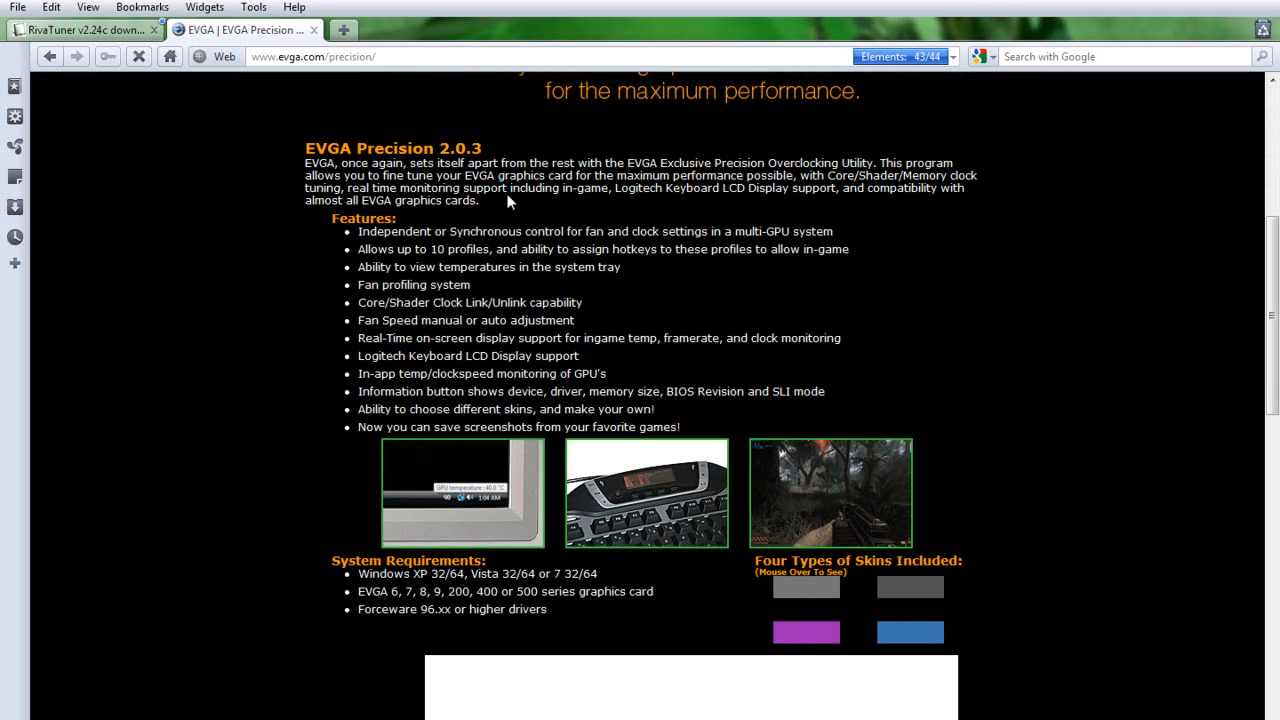 File Edit View Bookmarks Widgets Tools Help
RivaTuner v2.24c down... EVGA | EVGA Precision ...
Web www.evga.com/precision/ Elements: 43/44 Search with Google
for the maximum performance.
EVGA Precision 2.0.3
EVGA, once again, sets itself apart from the rest with the EVGA Exclusive Precision Overclocking Utility. This program
allows you to fine tune your EVGA graphics card for the maximum performance possible, with Core/Shader/Memory clock
tuning, real time monitoring support including in-game, Logitech Keyboard LCD Display support, and compatibility with
almost all EVGA graphics cards.
Features:
• Independent or Synchronous control for fan and clock settings in a multi-GPU system
• Allows up to 10 profiles, and ability to assign hotkeys to these profiles to allow in-game
• Ability to view temperatures in the system tray
• Fan profiling system
• Core/Shader Clock Link/Unlink capability
• Fan Speed manual or auto adjustment
• Real-Time on-screen display support for ingame temp, framerate, and clock monitoring
• Logitech Keyboard LCD Display support
• In-app temp/clockspeed monitoring of GPU's
• Information button shows device, driver, memory size, BIOS Revision and SLI mode
• Ability to choose different skins, and make your own!
• Now you can save screenshots from your favorite games!
GPU temperature : 40.0 °C
1:04 AM
System Requirements:
• Windows XP 32/64, Vista 32/64 or 7 32/64
• EVGA 6, 7, 8, 9, 200, 400 or 500 series graphics card
• Forceware 96.xx or higher drivers
Four Types of Skins Included:
(Mouse Over To See)